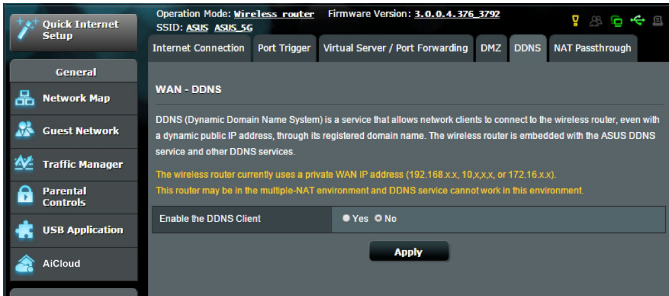 Quick Internet
Setup
Operation Mode: Wireless router Firmware Version: 3.0.0.4.376_3792
SSID: ASUS ASUS_5G
Internet Connection Port Trigger Virtual Server / Port Forwarding DMZ DDNS NAT Passthrough
General
Network Map
Guest Network
Traffic Manager
Parental
Controls
USB Application
AiCloud
WAN - DDNS
DDNS (Dynamic Domain Name System) is a service that allows network clients to connect to the wireless router, even with
a dynamic public IP address, through its registered domain name. The wireless router is embedded with the ASUS DDNS
service and other DDNS services.
The wireless router currently uses a private WAN IP address (192.168.x.x, 10,x,x,x, or 172.16.x.x).
This router may be in the multiple-NAT environment and DDNS service cannot work in this environment.
Enable the DDNS Client Yes No
Apply